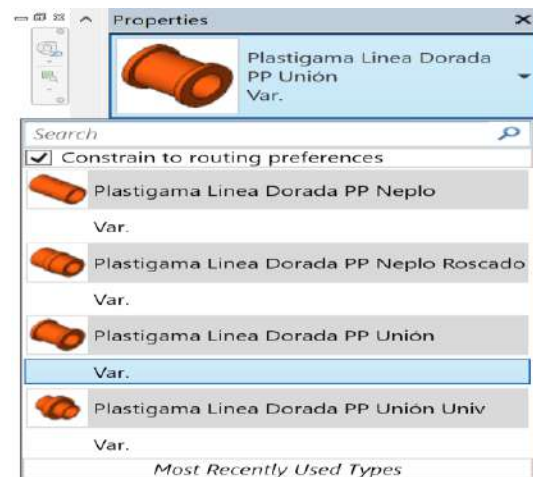 Properties
Plastigama Linea Dorada
PP Unión
Var.
Search
Constrain to routing preferences
Plastigama Linea Dorada PP Neplo
Var.
Plastigama Linea Dorada PP Neplo Roscado
Var.
Plastigama Linea Dorada PP Unión
Var.
Plastigama Linea Dorada PP Unión Univ
Var.
Most Recently Used Types